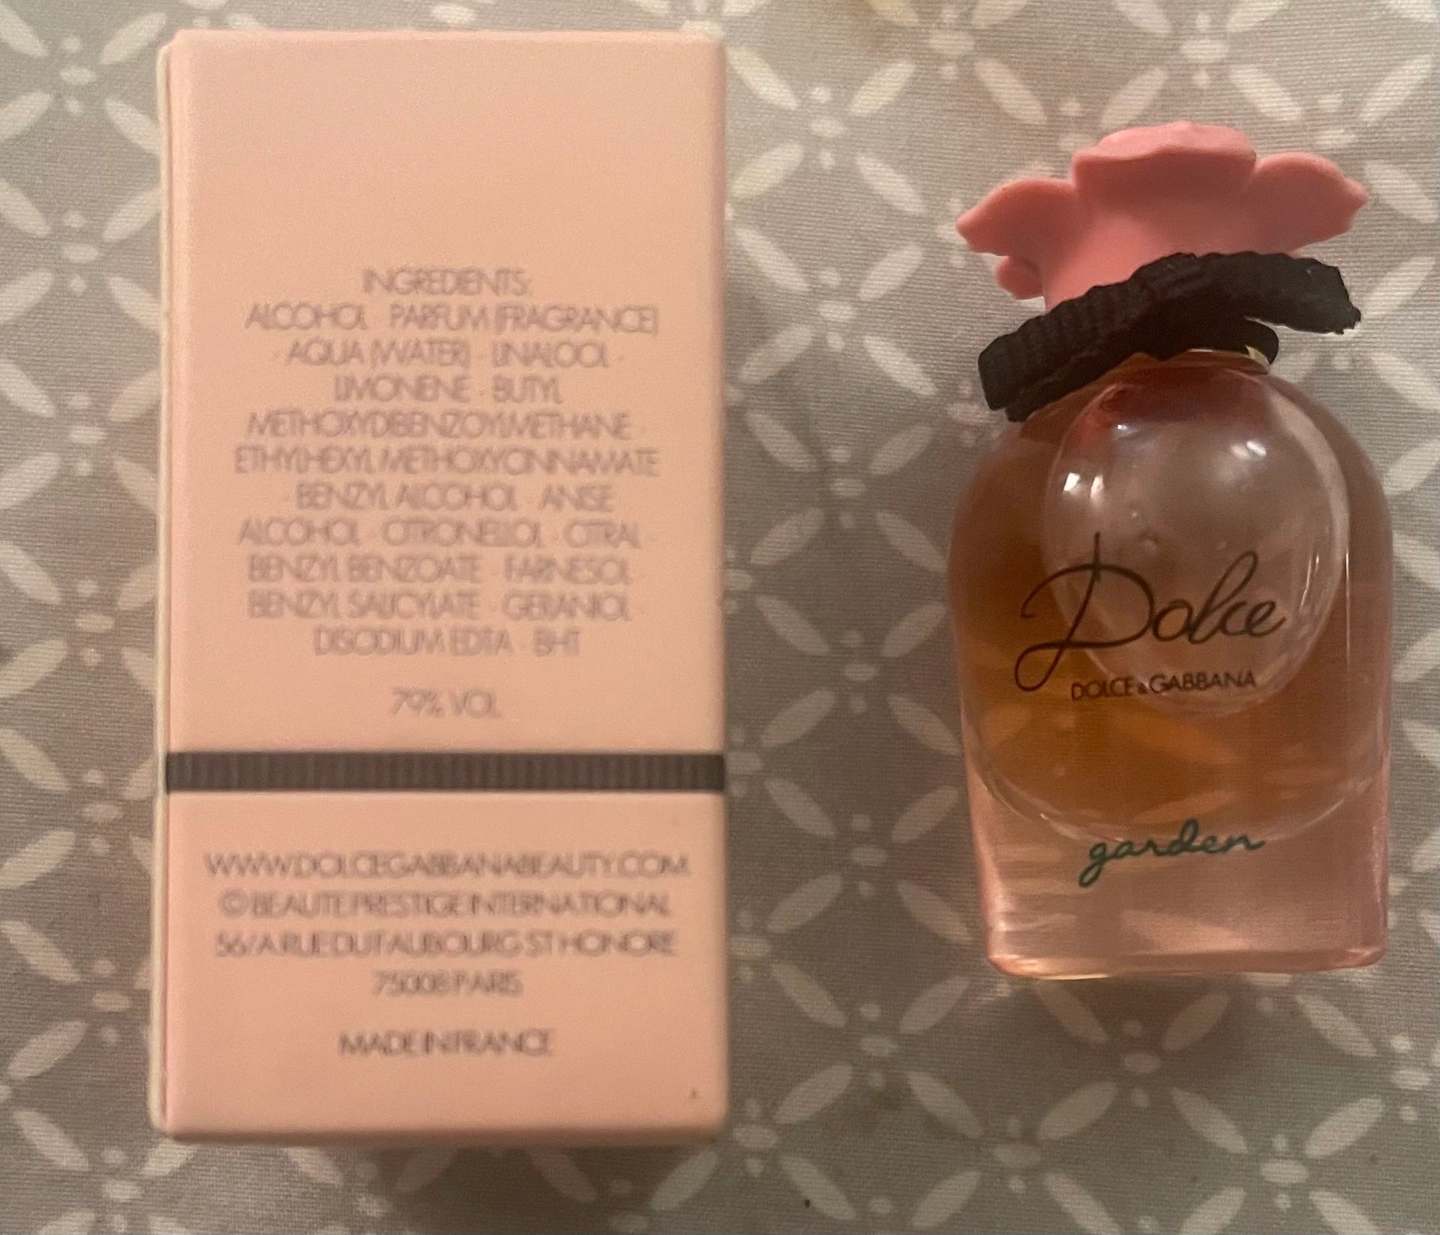 INGREDIENTS:
ALCOHOL · PARFUM (FRAGRANCE)
· AQUA (WATER) · LINALOOL ·
LIMONENE · BUTYL
METHOXYDIBENZOYLMETHANE ·
ETHYLHEXYL METHOXYCINNAMATE
· BENZYL ALCOHOL · ANISE
ALCOHOL · CITRONELLOL · CITRAL ·
BENZYL BENZOATE · FARNESOL ·
BENZYL SALICYLATE · GERANIOL ·
DISODIUM EDTA · BHT
79% VOL
WWW.DOLCEGABBANABEAUTY.COM
© BEAUTE PRESTIGE INTERNATIONAL
56/A RUE DU FAUBOURG ST HONORE
75008 PARIS
MADE IN FRANCE
Dolce
DOLCE & GABBANA
garden